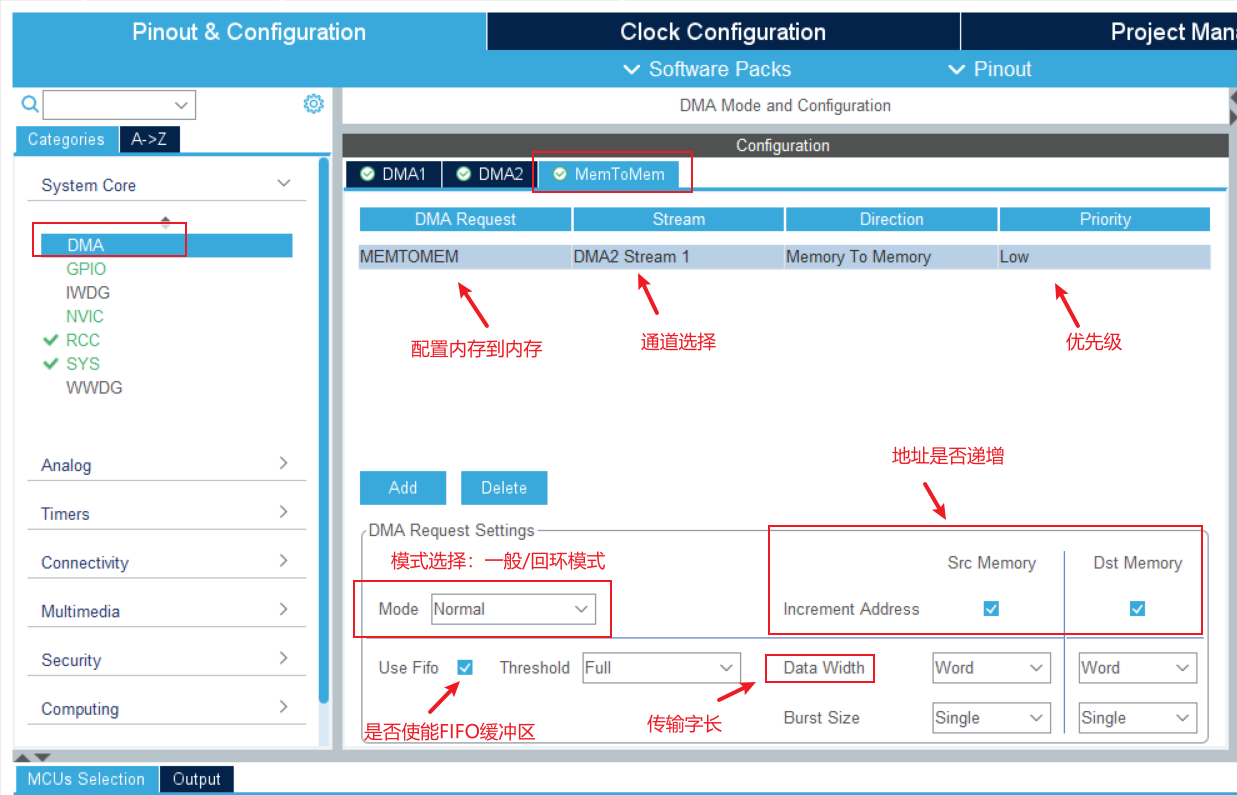 Pinout & Configuration
Clock Configuration
Project Man
Software Packs
Pinout
DMA Mode and Configuration
Categories
A->Z
Configuration
System Core
DMA
GPIO
IWDG
NVIC
RCC
SYS
WWDG
Analog
Timers
Connectivity
Multimedia
Security
Computing
DMA1
DMA2
MemToMem
DMA Request
Stream
Direction
Priority
MEMTOMEM
DMA2 Stream 1
Memory To Memory
Low
配置内存到内存
通道选择
优先级
地址是否递增
Add
Delete
DMA Request Settings
模式选择：一般/回环模式
Src Memory
Dst Memory
Mode
Normal
Increment Address
Use Fifo
Threshold
Full
Data Width
Word
Word
是否使能FIFO缓冲区
传输字长
Burst Size
Single
Single
MCUs Selection
Output